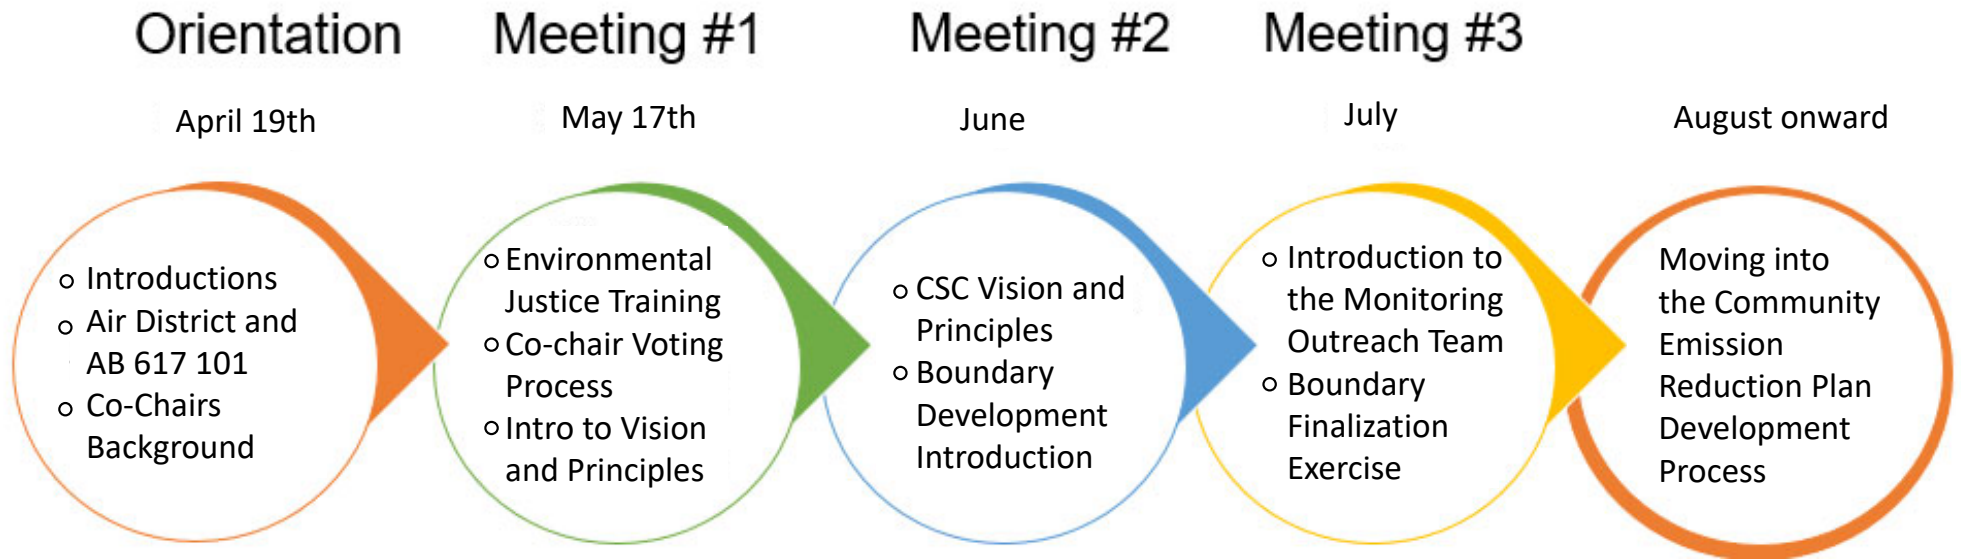 Orientation
April 19th
Introductions
Air District and
AB 617 101
Co-Chairs
Background
Meeting #1
May 17th
Environmental
Justice Training
Co-chair Voting
Process
Intro to Vision
and Principles
Meeting #2
June
CSC Vision and
Principles
Boundary
Development
Introduction
Meeting #3
July
Introduction to
the Monitoring
Outreach Team
Boundary
Finalization
Exercise
August onward
Moving into
the Community
Emission
Reduction Plan
Development
Process